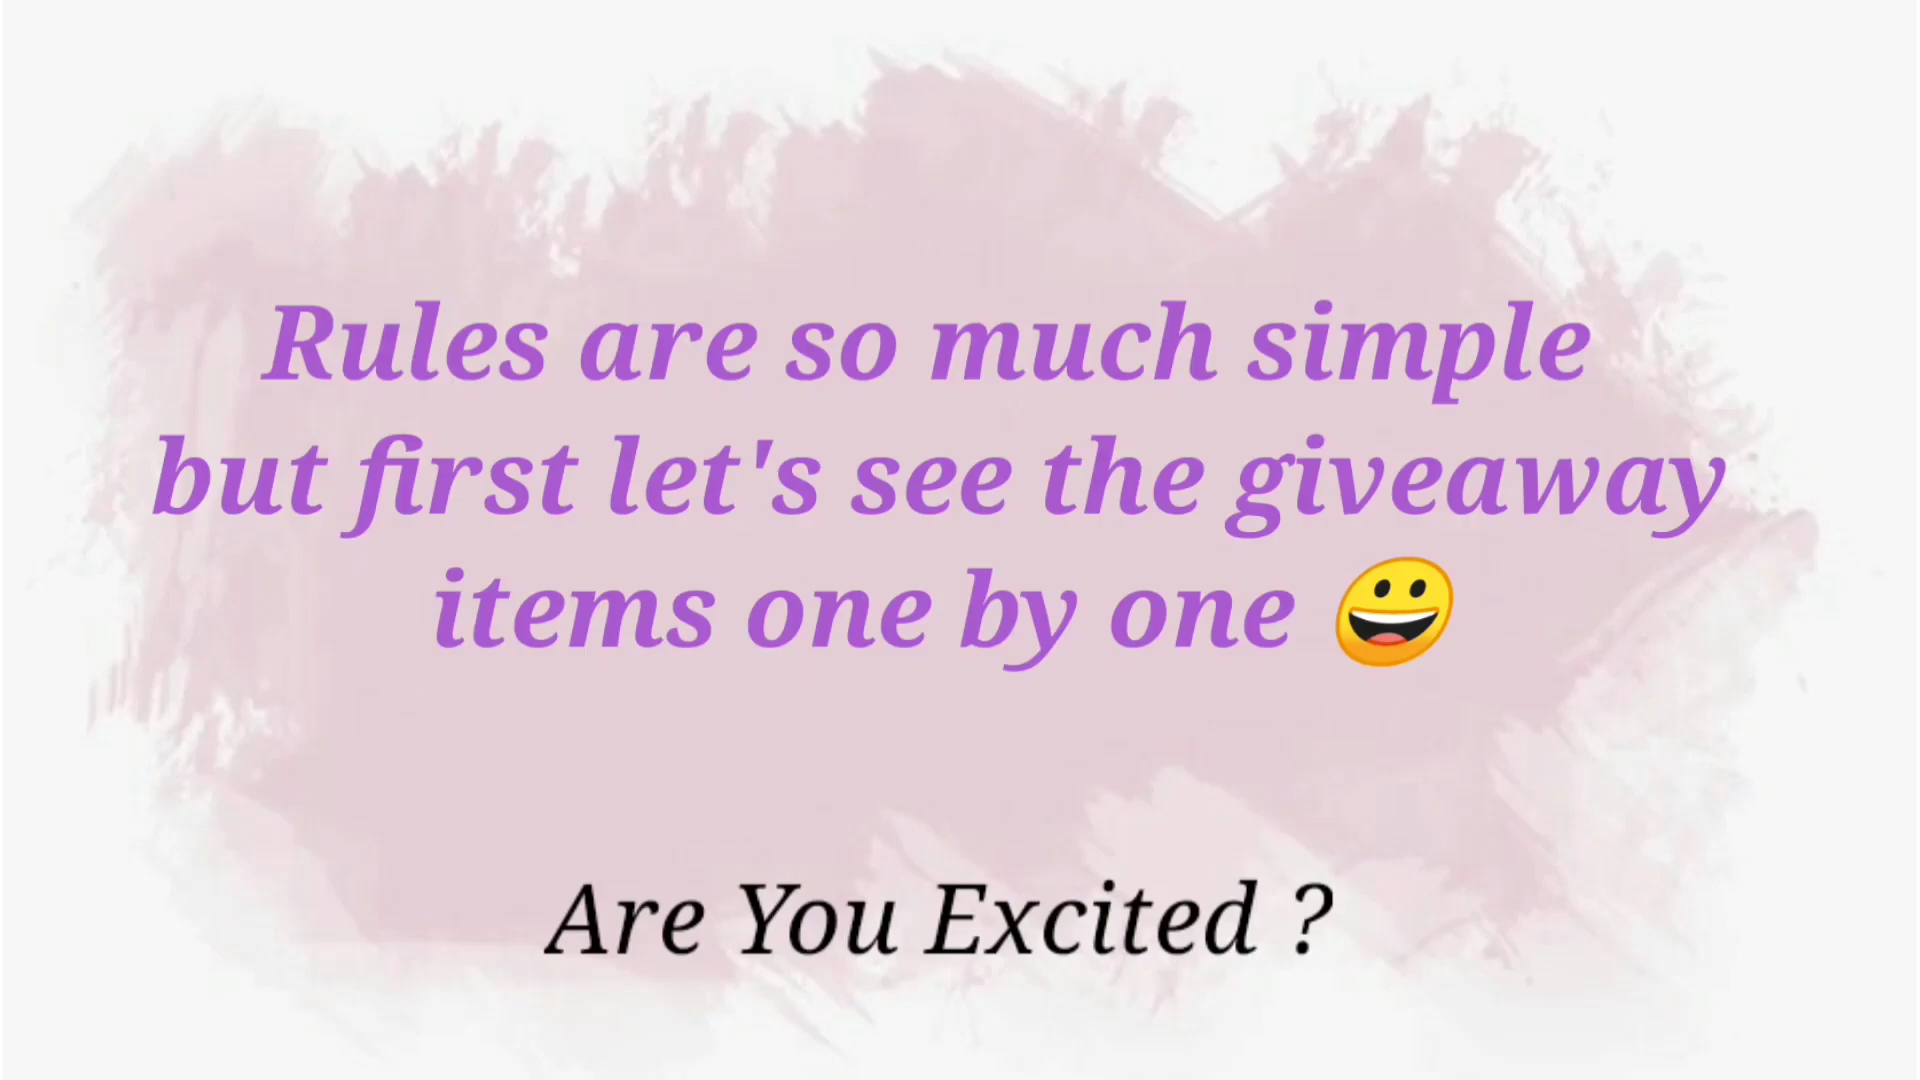 Rules are so much simple
but first let's see the giveaway
items one by one 😀
Are You Excited ?